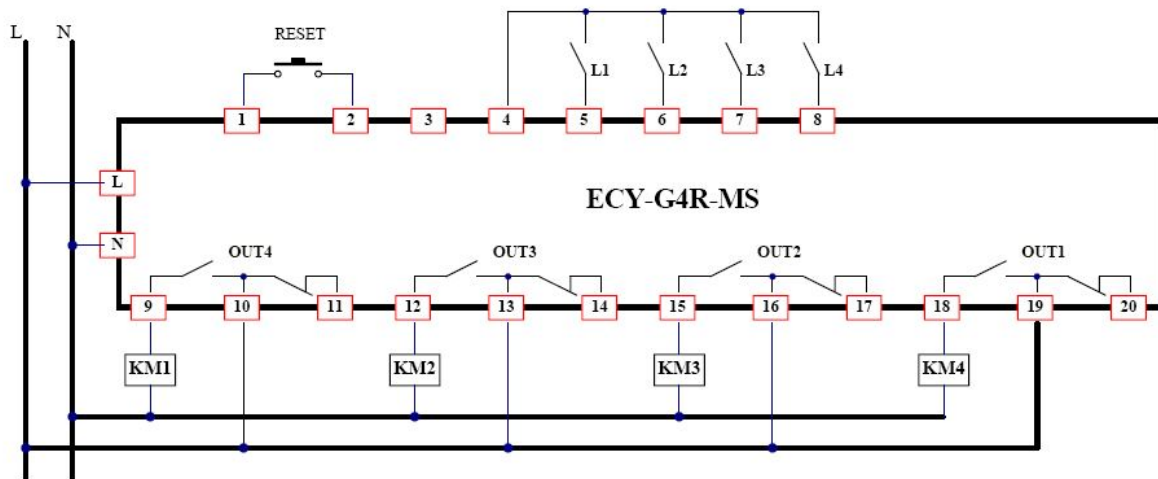 L N
RESET
L1 L2 L3 L4
1 2 3 4 5 6 7 8
L
ECY-G4R-MS
N
OUT4 OUT3 OUT2 OUT1
9 10 11 12 13 14 15 16 17 18 19 20
KM1 KM2 KM3 KM4